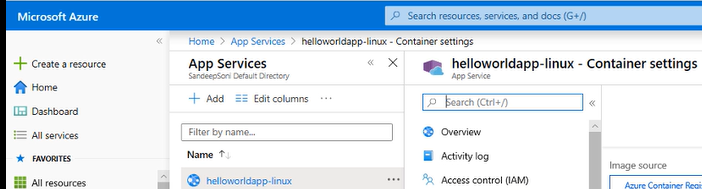 Microsoft Azure
Search resources, services, and docs (G+/)
Create a resource
Home
Dashboard
All services
FAVORITES
All resources
Home > App Services > helloworldapp-linux - Container settings
App Services
SandeepSoni Default Directory
Add
Edit columns
Filter by name...
Name
helloworldapp-linux
helloworldapp-linux - Container settings
App Service
Search (Ctrl+/)
Overview
Activity log
Access control (IAM)
Image source
Azure Container Regi